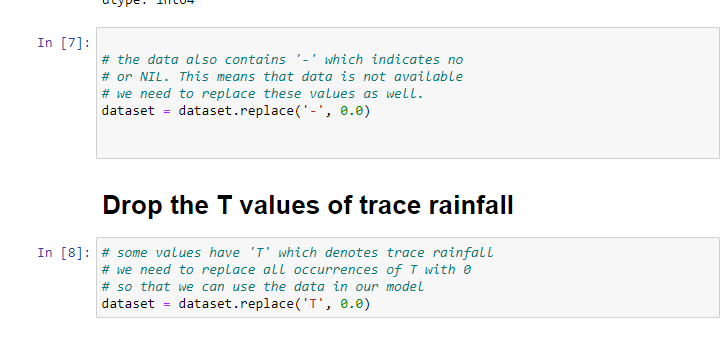 dtype: int64
In [7]:
# the data also contains '-' which indicates no
# or NIL. This means that data is not available
# we need to replace these values as well.
dataset = dataset.replace('-', 0.0)
Drop the T values of trace rainfall
In [8]: # some values have 'T' which denotes trace rainfall
# we need to replace all occurrences of T with 0
# so that we can use the data in our model
dataset = dataset.replace('T', 0.0)